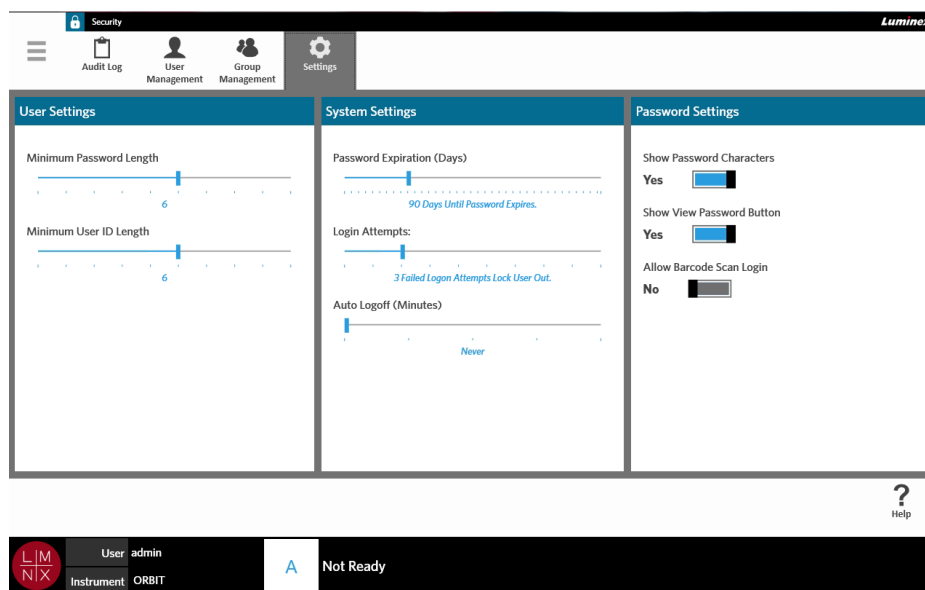 Security
Luminex
Audit Log
User Management
Group Management
Settings
User Settings
Minimum Password Length
6
Minimum User ID Length
6
System Settings
Password Expiration (Days)
90 Days Until Password Expires.
Login Attempts:
3 Failed Logon Attempts Lock User Out.
Auto Logoff (Minutes)
Never
Password Settings
Show Password Characters
Yes
Show View Password Button
Yes
Allow Barcode Scan Login
No
?
Help
L M
N X
User admin
Instrument ORBIT
A
Not Ready